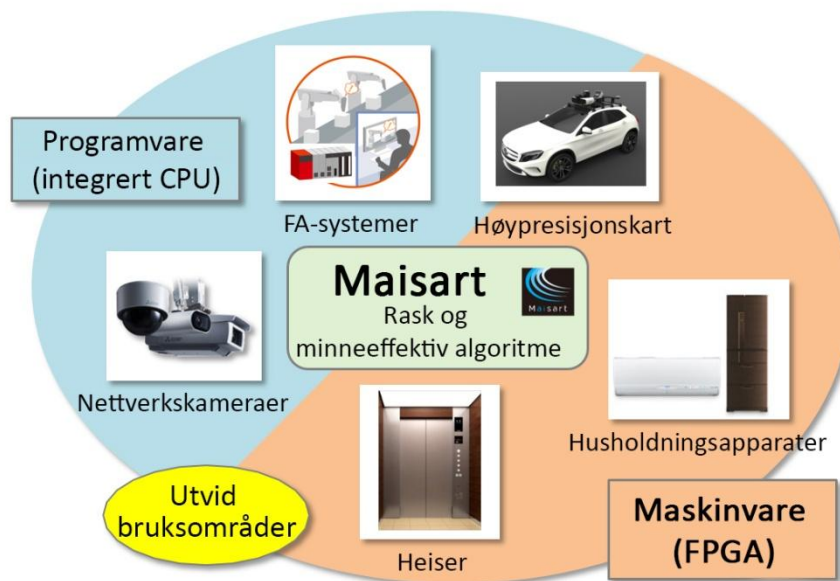 Programvare
(integrert CPU)
FA-systemer
Høypresisjonskart
Maisart
Rask og
minneeffektiv algoritme
Maisart
Nettverkskameraer
Husholdningsapparater
Utvid
bruksområder
Heiser
Maskinvare
(FPGA)